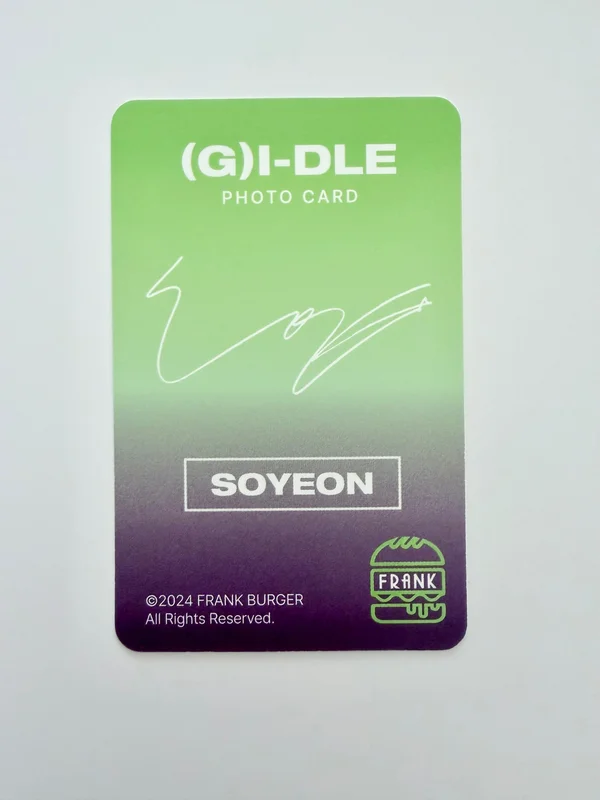 (G)I-DLE
PHOTO CARD
SOYEON
©2024 FRANK BURGER
All Rights Reserved.
FRANK